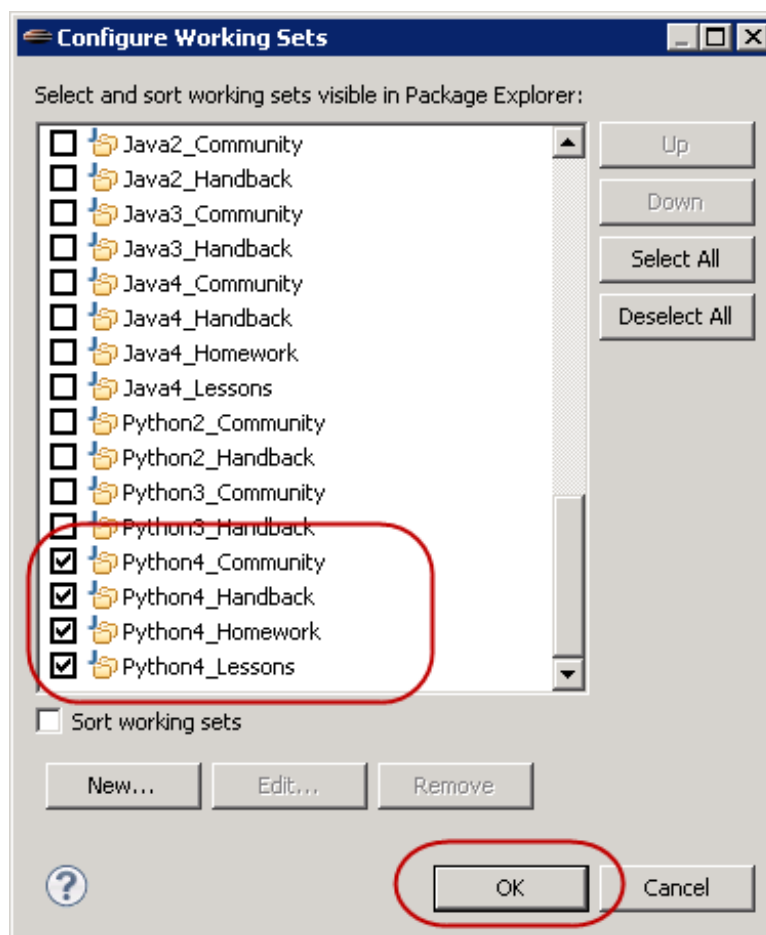 Configure Working Sets
Select and sort working sets visible in Package Explorer:
Java2_Community
Java2_Handback
Java3_Community
Java3_Handback
Java4_Community
Java4_Handback
Java4_Homework
Java4_Lessons
Python2_Community
Python2_Handback
Python3_Community
Python3_Handback
Python4_Community
Python4_Handback
Python4_Homework
Python4_Lessons
Up
Down
Select All
Deselect All
Sort working sets
New... Edit... Remove
? OK Cancel